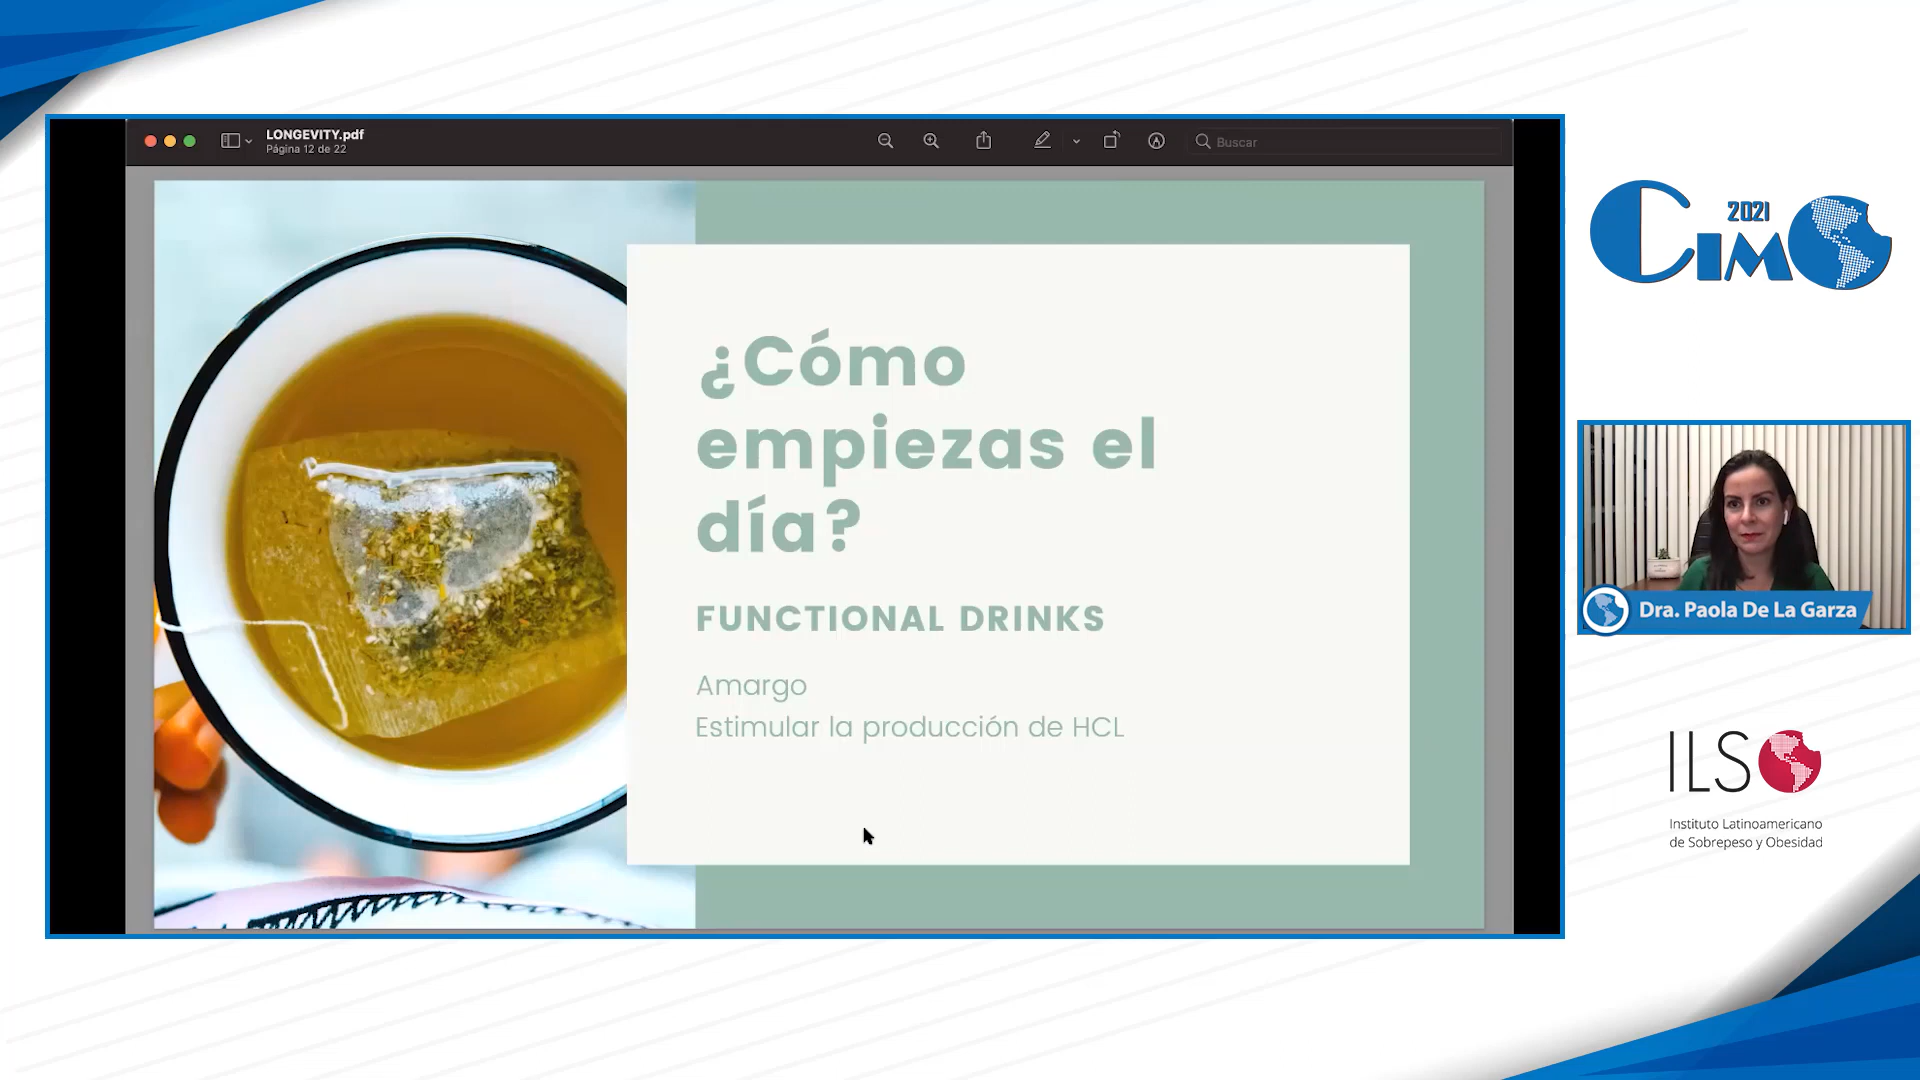 LONGEVITY.pdf
Página 12 de 22
Buscar
¿Cómo
empiezas el
día?
FUNCTIONAL DRINKS
Amargo
Estimular la producción de HCL
2021
CIMO
Dra. Paola De La Garza
ILSO
Instituto Latinoamericano
de Sobrepeso y Obesidad